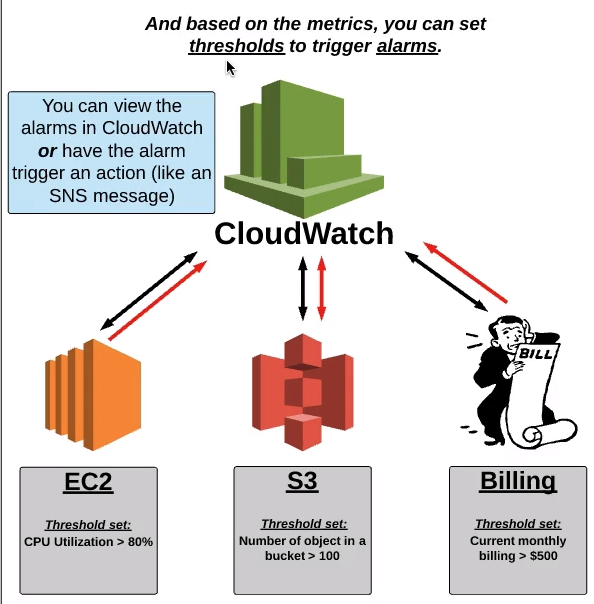 And based on the metrics, you can set
thresholds to trigger alarms.
You can view the
alarms in CloudWatch
or have the alarm
trigger an action (like an
SNS message)
CloudWatch
BILL
EC2
Threshold set:
CPU Utilization > 80%
S3
Threshold set:
Number of object in a
bucket > 100
Billing
Threshold set:
Current monthly
billing > $500